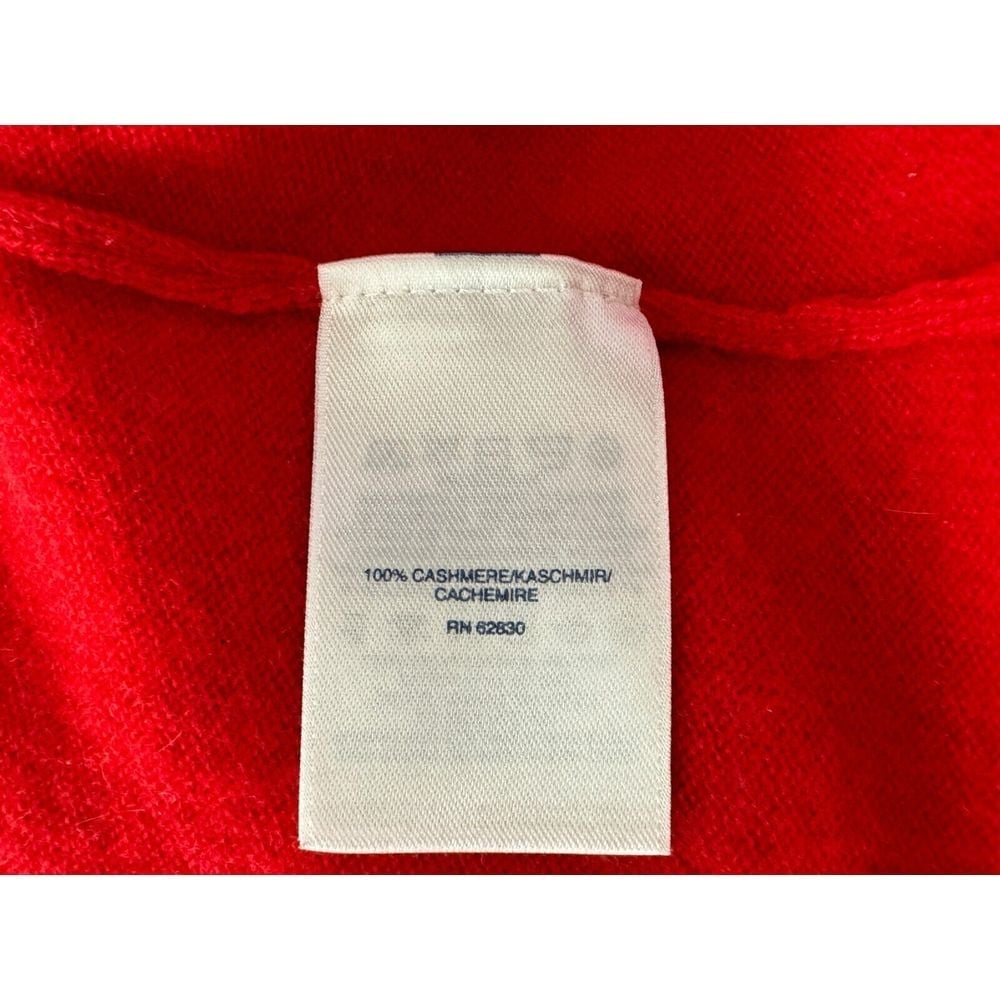 100% CASHMERE/KASCHMIR/
CACHEMIRE
RN 62830